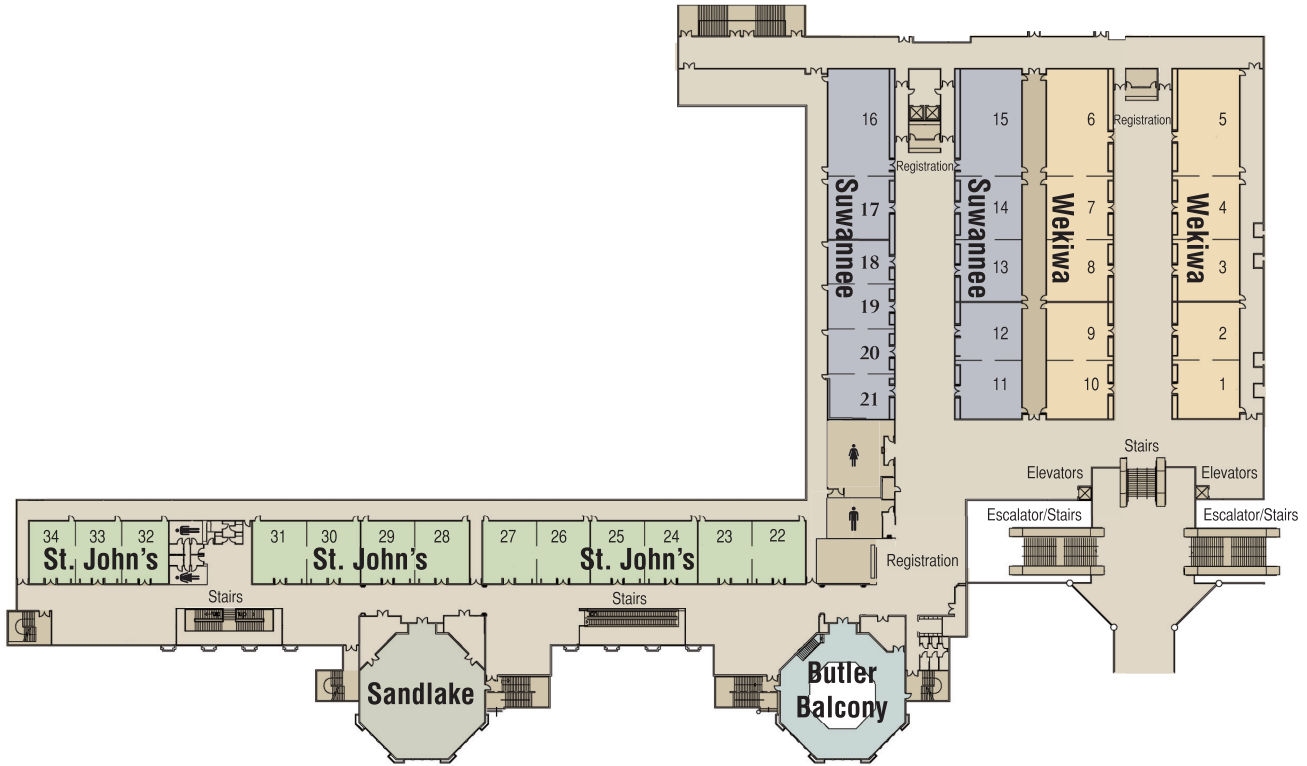 16
15
6
5
Registration
Registration
Suwannee
17
Suwannee
14
Wekiwa
7
Wekiwa
4
18
13
8
3
19
12
9
2
20
11
10
1
21
Stairs
Elevators
Elevators
Escalator/Stairs
Escalator/Stairs
34
33
32
31
30
29
28
27
26
25
24
23
22
St. John's
St. John's
St. John's
Registration
Stairs
Stairs
Sandlake
Butler
Balcony